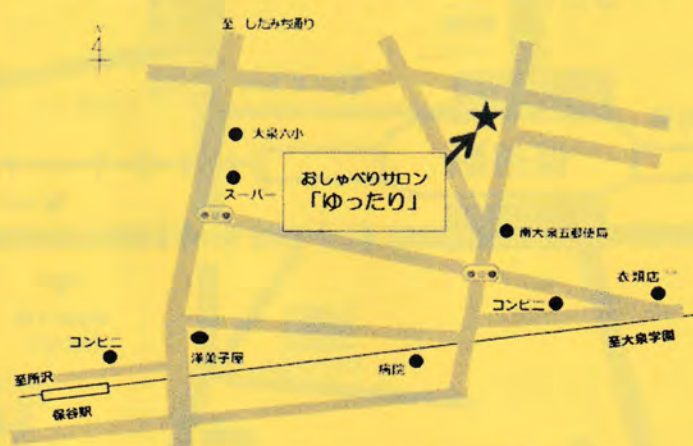 至 したみち通り
大泉六小
スーパー
おしゃべりサロン
「ゆったり」
南大泉五郵便局
衣類店
コンビニ
至大泉学園
コンビニ
洋菓子屋
病院
至所沢
保谷駅